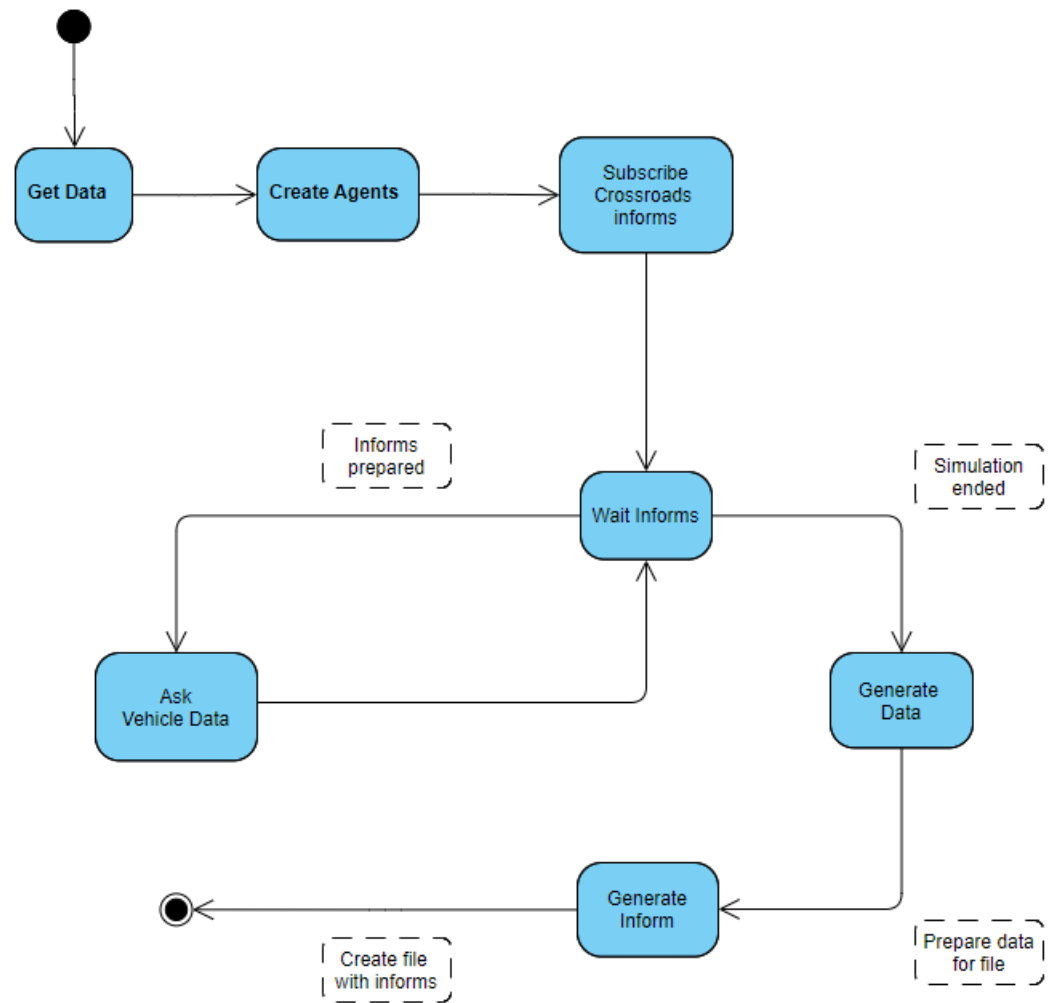 Get Data
Create Agents
Subscribe
Crossroads
informs
Informs
prepared
Simulation
ended
Wait Informs
Ask
Vehicle Data
Generate
Data
Generate
Inform
Create file
with informs
Prepare data
for file